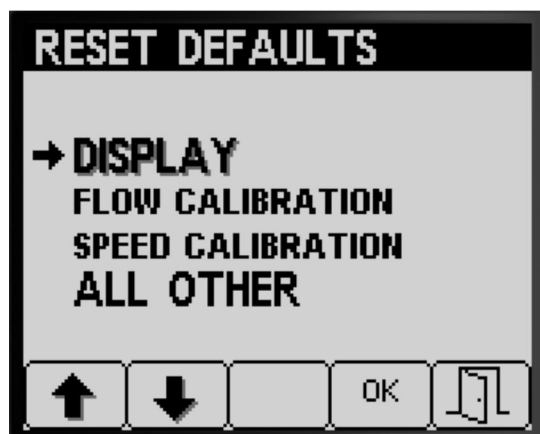 RESET DEFAULTS
DISPLAY
FLOW CALIBRATION
SPEED CALIBRATION
ALL OTHER
OK